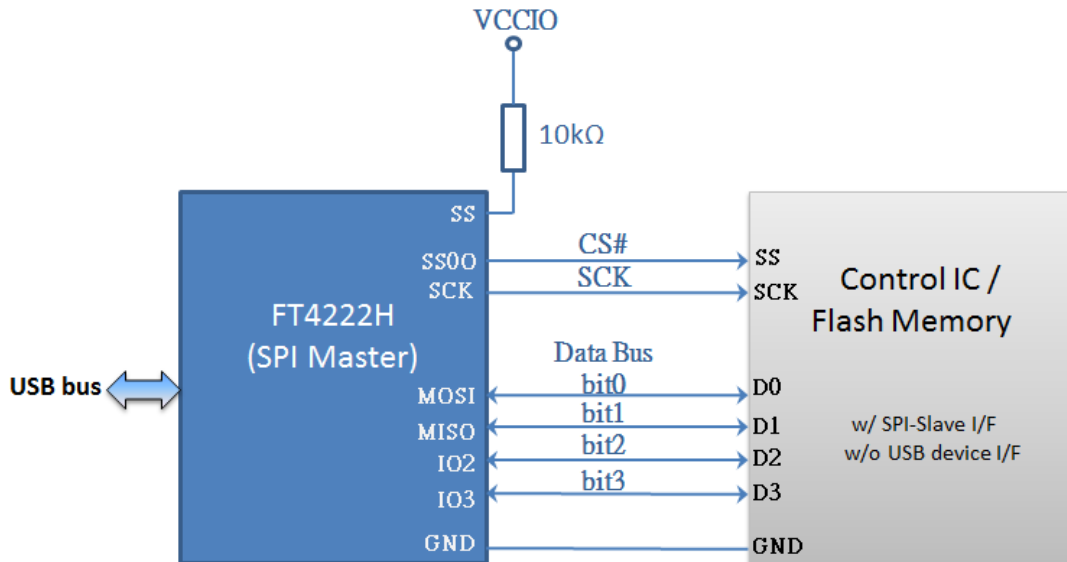 VCCIO
10kΩ
SS
SS0O
CS#
SS
SCK
SCK
SCK
FT4222H
(SPI Master)
Control IC /
Flash Memory
USB bus
Data Bus
MOSI
bit0
D0
MISO
bit1
D1
IO2
bit2
D2
IO3
bit3
D3
w/ SPI-Slave I/F
w/o USB device I/F
GND
GND